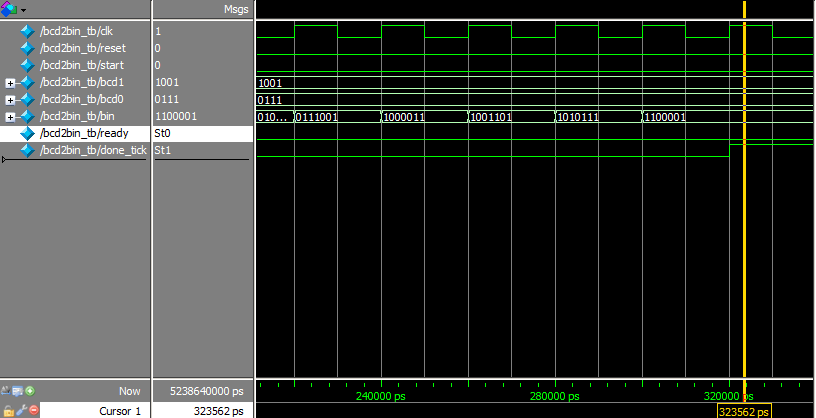 Msgs
/bcd2bin_tb/clk 1
/bcd2bin_tb/reset 0
/bcd2bin_tb/start 0
/bcd2bin_tb/bcd1 1001 1001
/bcd2bin_tb/bcd0 0111 0111
/bcd2bin_tb/bin 1100001 010... 0111001 1000011 1001101 1010111 1100001
/bcd2bin_tb/ready St0
/bcd2bin_tb/done_tick St1
Now 5238640000 ps 240000 ps 280000 ps 320000 ps
Cursor 1 323562 ps 323562 ps